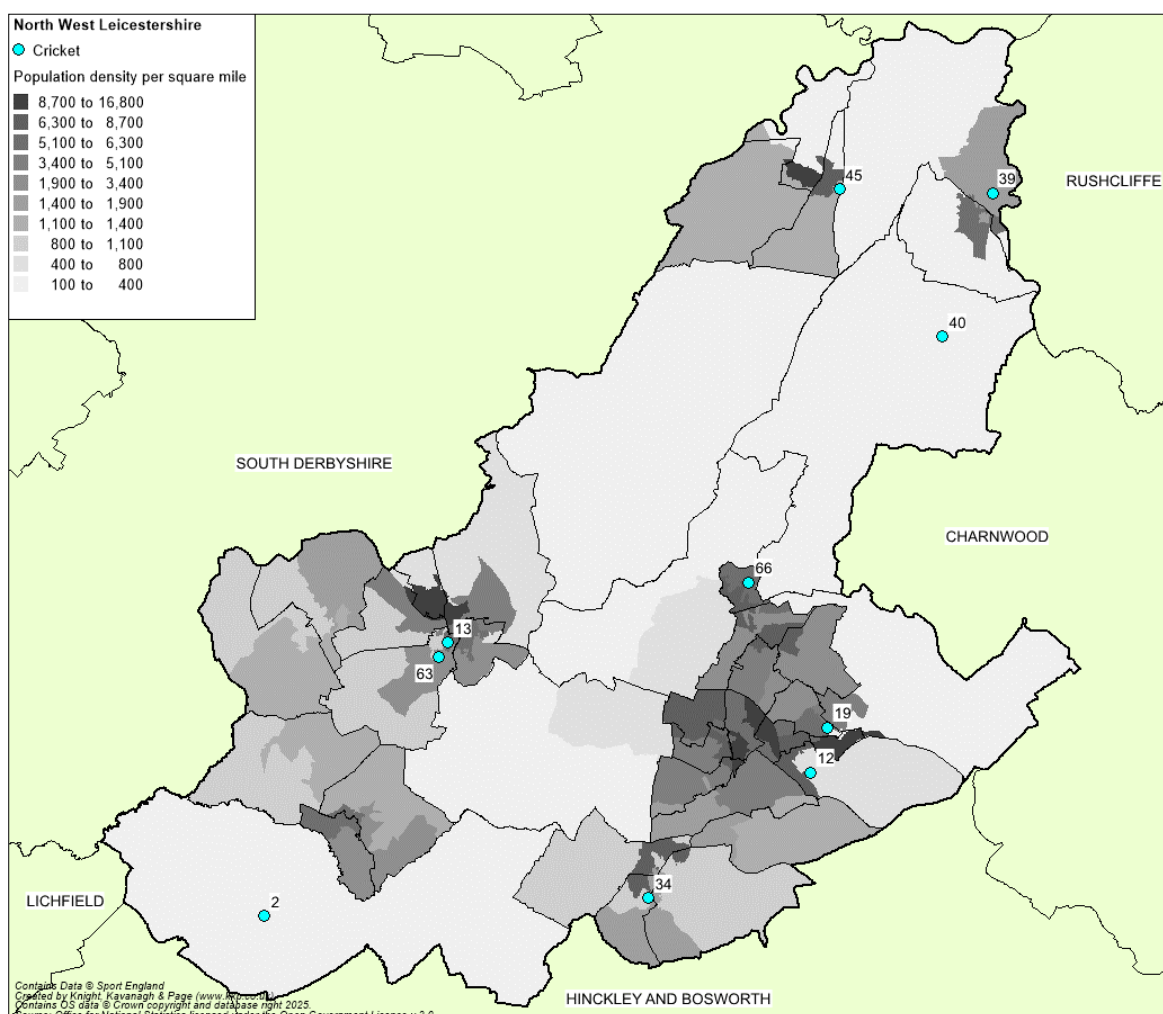 North West Leicestershire
Cricket
Population density per square mile
8,700 to 16,800
6,300 to 8,700
5,100 to 6,300
3,400 to 5,100
1,900 to 3,400
1,400 to 1,900
1,100 to 1,400
800 to 1,100
400 to 800
100 to 400
45
39
RUSHCLIFFE
40
SOUTH DERBYSHIRE
CHARNWOOD
66
13
63
19
12
34
2
LICHFIELD
HINCKLEY AND BOSWORTH
Contains Data © Sport England
Created by Knight, Kavanagh & Page (www.kkp.co.uk)
Contains OS data © Crown copyright and database right 2025.